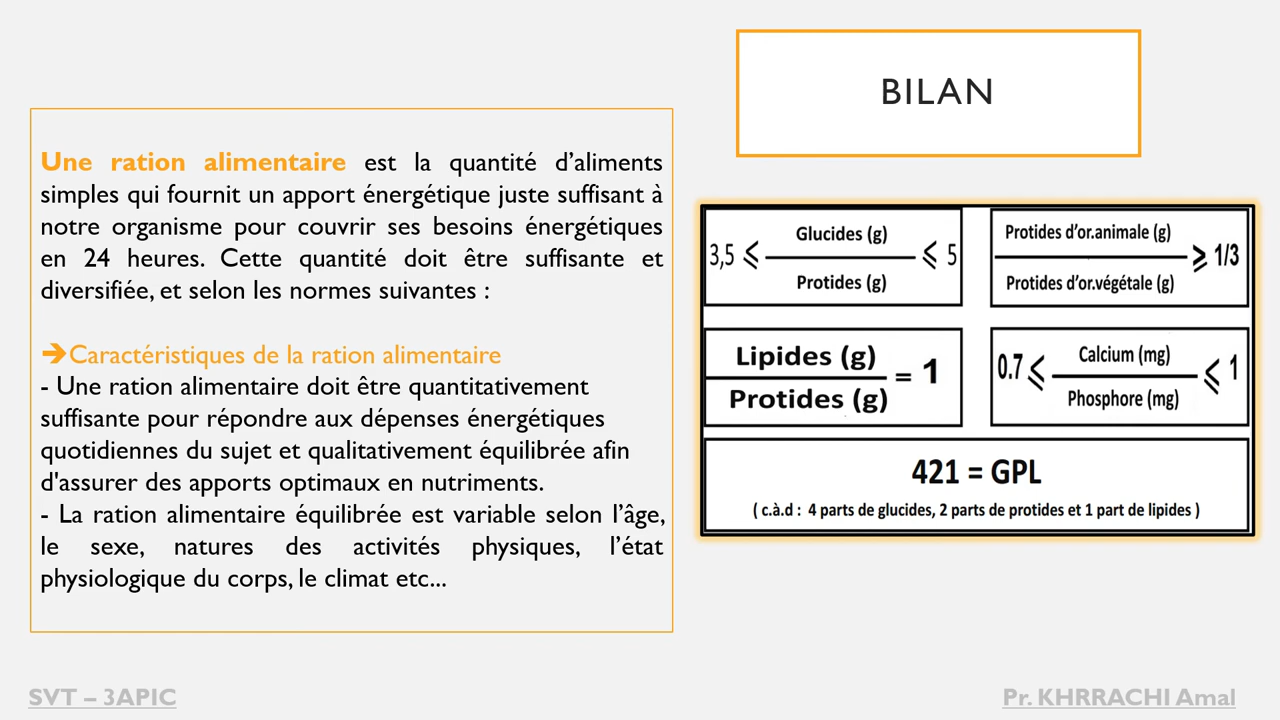 BILAN
Une ration alimentaire est la quantité d’aliments
simples qui fournit un apport énergétique juste suffisant à
notre organisme pour couvrir ses besoins énergétiques
en 24 heures. Cette quantité doit être suffisante et
diversifiée, et selon les normes suivantes :
➔Caractéristiques de la ration alimentaire
- Une ration alimentaire doit être quantitativement
suffisante pour répondre aux dépenses énergétiques
quotidiennes du sujet et qualitativement équilibrée afin
d'assurer des apports optimaux en nutriments.
- La ration alimentaire équilibrée est variable selon l’âge,
le sexe, natures des activités physiques, l’état
physiologique du corps, le climat etc...
3,5 ⩽ Glucides (g) ⩽ 5
Protides (g)
Protides d’or.animale (g) ⩾ 1/3
Protides d’or.végétale (g)
Lipides (g) = 1
Protides (g)
0.7 ⩽ Calcium (mg) ⩽ 1
Phosphore (mg)
421 = GPL
( c.à.d : 4 parts de glucides, 2 parts de protides et 1 part de lipides )
SVT – 3APIC
Pr. KHRRACHI Amal